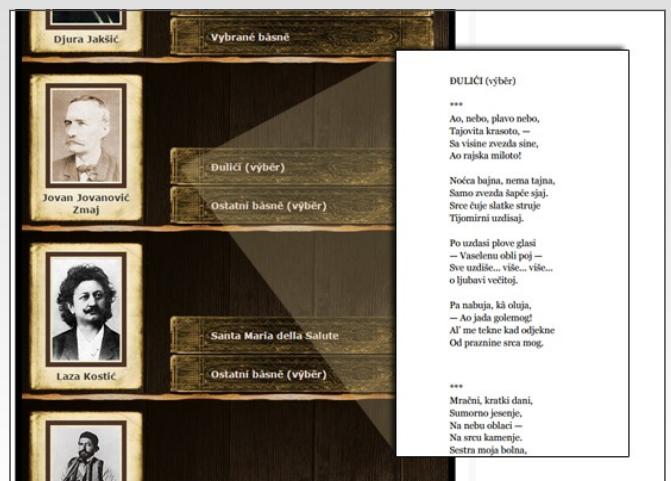 Djura Jakšić
Vybrané básně
Jovan Jovanović
Zmaj
Đulići (výběr)
Ostatní básně (výběr)
Laza Kostić
Santa Maria della Salute
Ostatní básně (výběr)
ĐULIĆI (výběr)
***
Ao, nebo, plavo nebo,
Tajovita krasoto, —
Sa visine zvezda sine,
Ao rajska miloto!
Noćca bajna, nema tajna,
Samo zvezda šapće sjaj.
Srce čuje slatke struje
Tijomirni uzdisaj.
Po uzdasi plove glasi
— Vaselenu obli poj —
Sve uzdiše... više... više...
o ljubavi večitoj.
Pa nabuja, kâ oluja,
— Ao jada golemog!
Al' me tekne kad odjekne
Od praznine srca mog.
***
Mračni, kratki dani,
Sumorno jesenje,
Na nebu oblaci —
Na srcu kamenje.
Sestra moja bolna,